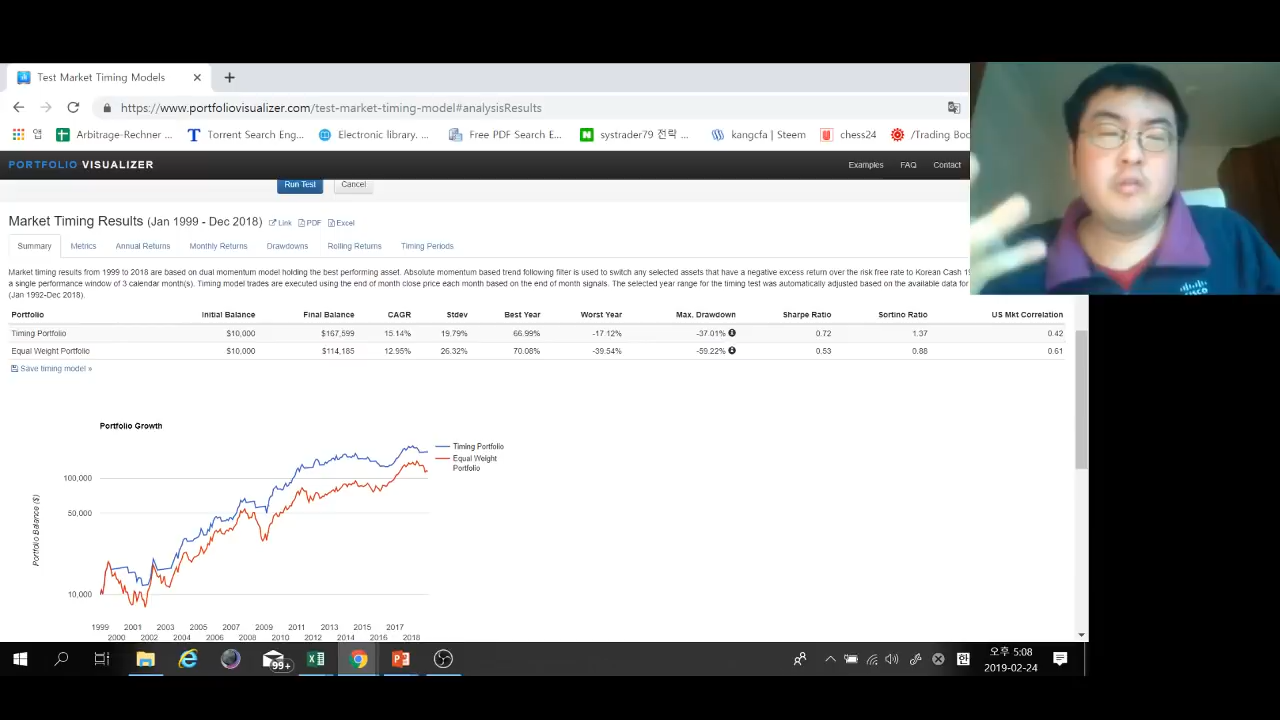 Test Market Timing Models
https://www.portfoliovisualizer.com/test-market-timing-model#analysisResults
앱 Arbitrage-Rechner ... Torrent Search Eng... Electronic library. ... Free PDF Search E... systrader79 전략 ... kangcfa | Steem chess24 /Trading Boo
PORTFOLIO VISUALIZER Examples FAQ Contact
Run Test Cancel
Market Timing Results (Jan 1999 - Dec 2018) Link PDF Excel
Summary Metrics Annual Returns Monthly Returns Drawdowns Rolling Returns Timing Periods
Market timing results from 1999 to 2018 are based on dual momentum model holding the best performing asset. Absolute momentum based trend following filter is used to switch any selected assets that have a negative excess return over the risk free rate to Korean Cash 1
a single performance window of 3 calendar month(s). Timing model trades are executed using the end of month close price each month based on the end of month signals. The selected year range for the timing test was automatically adjusted based on the available data for
(Jan 1992-Dec 2018).
Portfolio Initial Balance Final Balance CAGR Stdev Best Year Worst Year Max. Drawdown Sharpe Ratio Sortino Ratio US Mkt Correlation
Timing Portfolio $10,000 $167,599 15.14% 19.79% 66.99% -17.12% -37.01% 0.72 1.37 0.42
Equal Weight Portfolio $10,000 $114,185 12.95% 26.32% 70.08% -39.54% -59.22% 0.53 0.88 0.61
Save timing model »
Portfolio Growth
Timing Portfolio
Equal Weight
Portfolio
Portfolio Balance ($)
100,000
50,000
10,000
1999 2001 2003 2005 2007 2009 2011 2013 2015 2017
2000 2002 2004 2006 2008 2010 2012 2014 2016 2018
99+
한
오후 5:08
2019-02-24
CISCO